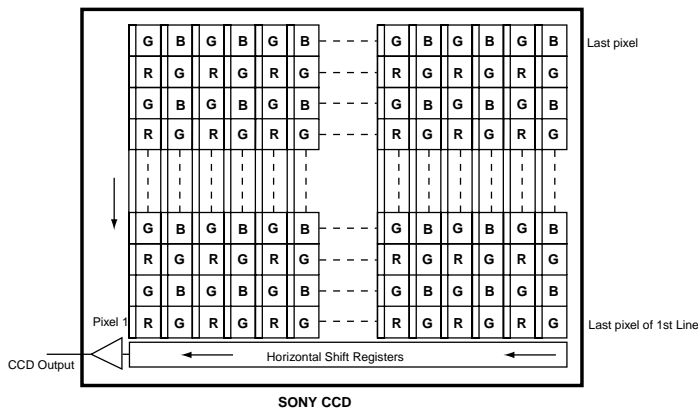 G B G B G B G B G B G B Last pixel
R G R G R G R G R G R G
G B G B G B G B G B G B
R G R G R G R G R G R G
G B G B G B G B G B G B
R G R G R G R G R G R G
G B G B G B G B G B G B
Pixel 1 R G R G R G R G R G R G Last pixel of 1st Line
Horizontal Shift Registers
CCD Output
SONY CCD